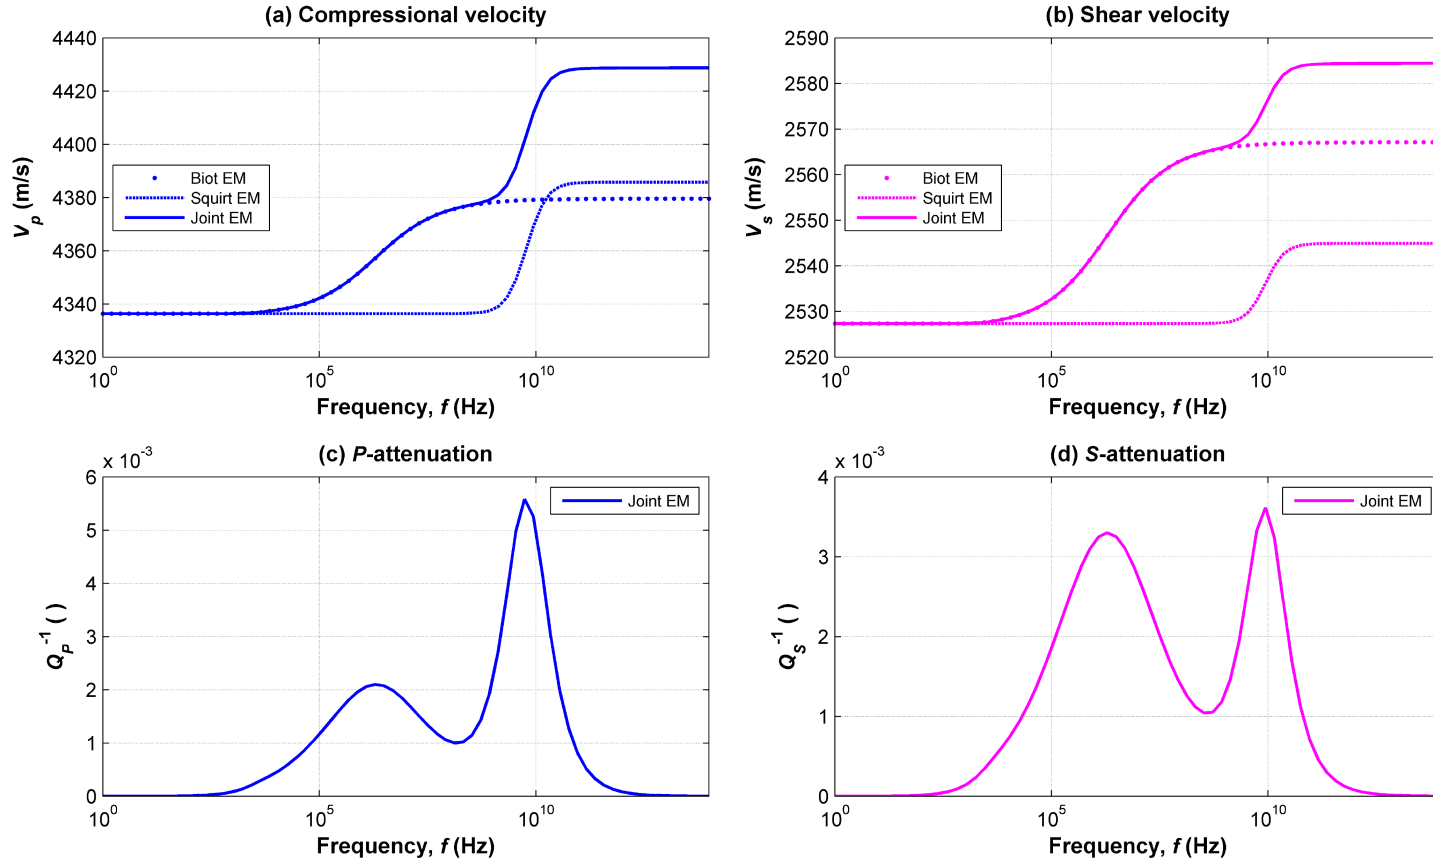 (a) Compressional velocity
4440
4420
4400
4380
4360
4340
4320
V_p (m/s)
Biot EM
Squirt EM
Joint EM
10^0
10^5
10^10
Frequency, f (Hz)
(b) Shear velocity
2590
2580
2570
2560
2550
2540
2530
2520
V_s (m/s)
Biot EM
Squirt EM
Joint EM
10^0
10^5
10^10
Frequency, f (Hz)
(c) P-attenuation
x 10^-3
6
5
4
3
2
1
0
Q_P^-1 ( )
Joint EM
10^0
10^5
10^10
Frequency, f (Hz)
(d) S-attenuation
x 10^-3
4
3
2
1
0
Q_S^-1 ( )
Joint EM
10^0
10^5
10^10
Frequency, f (Hz)